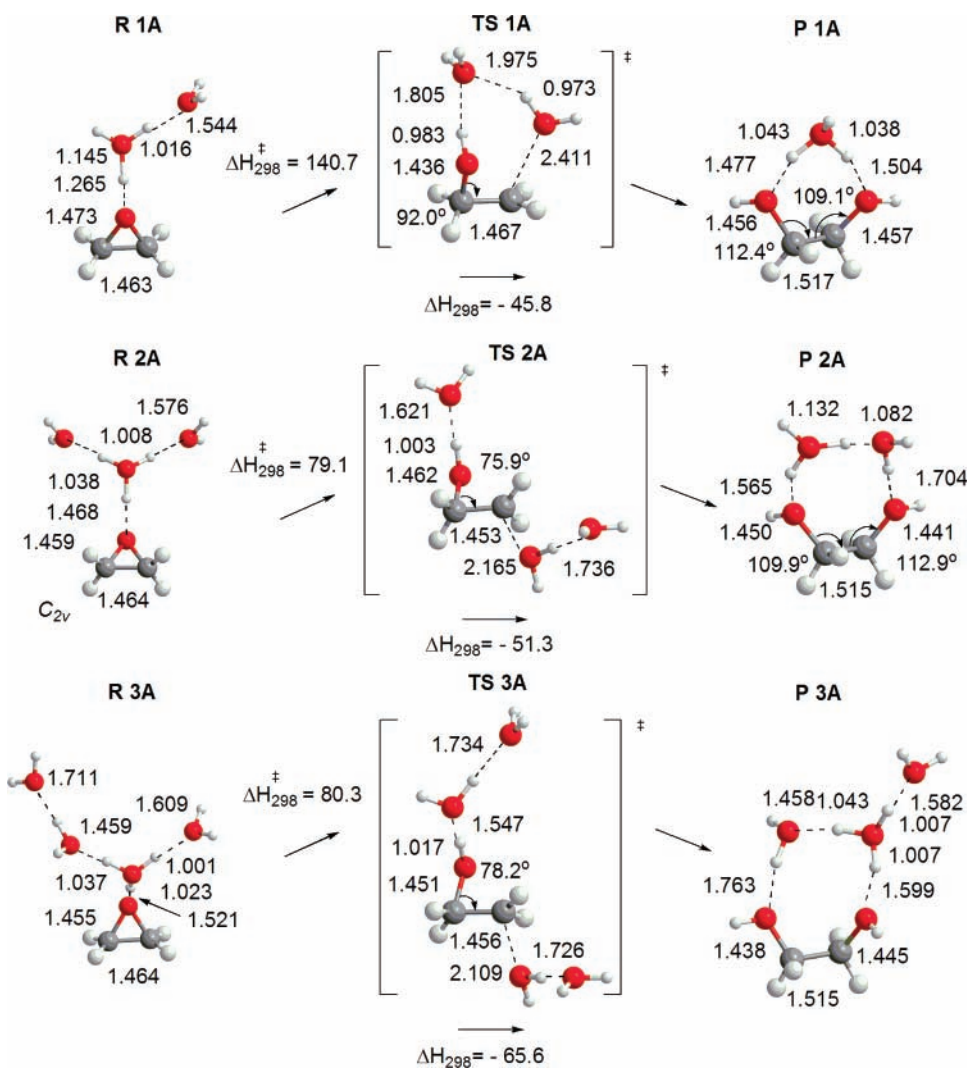 R 1A
TS 1A
P 1A
‡
1.975
0.973
1.805
1.544
1.016
1.145
0.983
1.043
1.038
1.265
ΔH‡298 = 140.7
1.436
2.411
1.477
1.504
1.473
92.0º
1.467
1.456
109.1º
112.4º
1.457
1.463
1.517
ΔH298= - 45.8
R 2A
TS 2A
P 2A
‡
1.576
1.008
1.621
1.132
1.082
1.038
ΔH‡298 = 79.1
1.003
75.9º
1.468
1.462
1.565
1.704
1.459
1.453
1.450
1.441
1.464
2.165
1.736
109.9º
112.9º
C2v
1.515
ΔH298= - 51.3
R 3A
TS 3A
P 3A
‡
1.734
1.711
ΔH‡298 = 80.3
1.609
1.458
1.043
1.582
1.459
1.547
1.007
1.001
1.017
1.007
1.037
1.023
78.2º
1.763
1.599
1.455
1.521
1.451
1.456
1.726
1.438
1.445
1.464
2.109
1.515
ΔH298= - 65.6